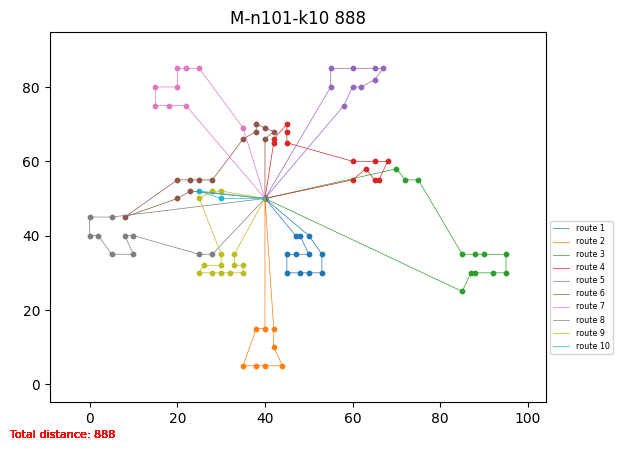 M-n101-k10 888
80
60
40
20
0
0 20 40 60 80 100
route 1
route 2
route 3
route 4
route 5
route 6
route 7
route 8
route 9
route 10
Total distance: 888